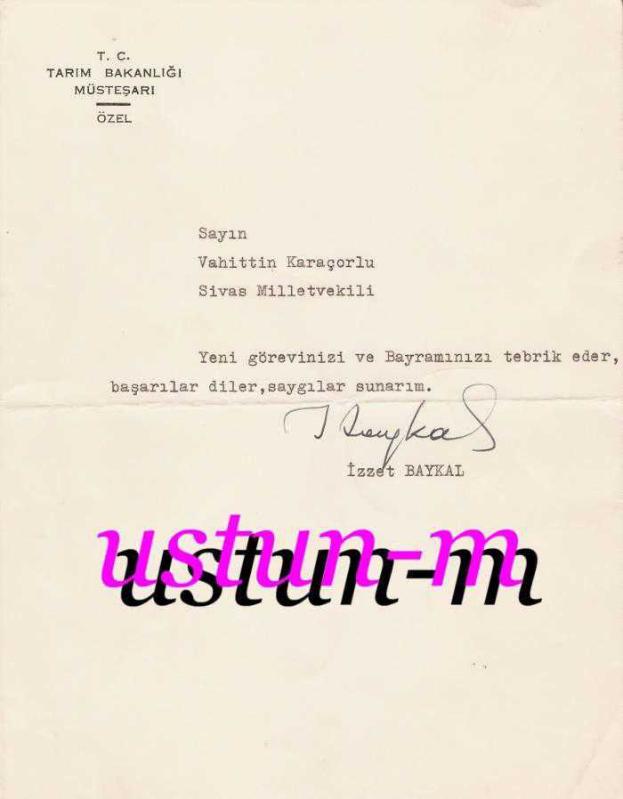 T. C.
TARIM BAKANLIĞI
MÜSTEŞARI
ÖZEL
Sayın
Vahittin Karaçorlu
Sivas Milletvekili
Yeni görevinizi ve Bayramınızı tebrik eder,
başarılar diler,saygılar sunarım.
İ Baykal
İzzet BAYKAL
ustun-m
ustun-m